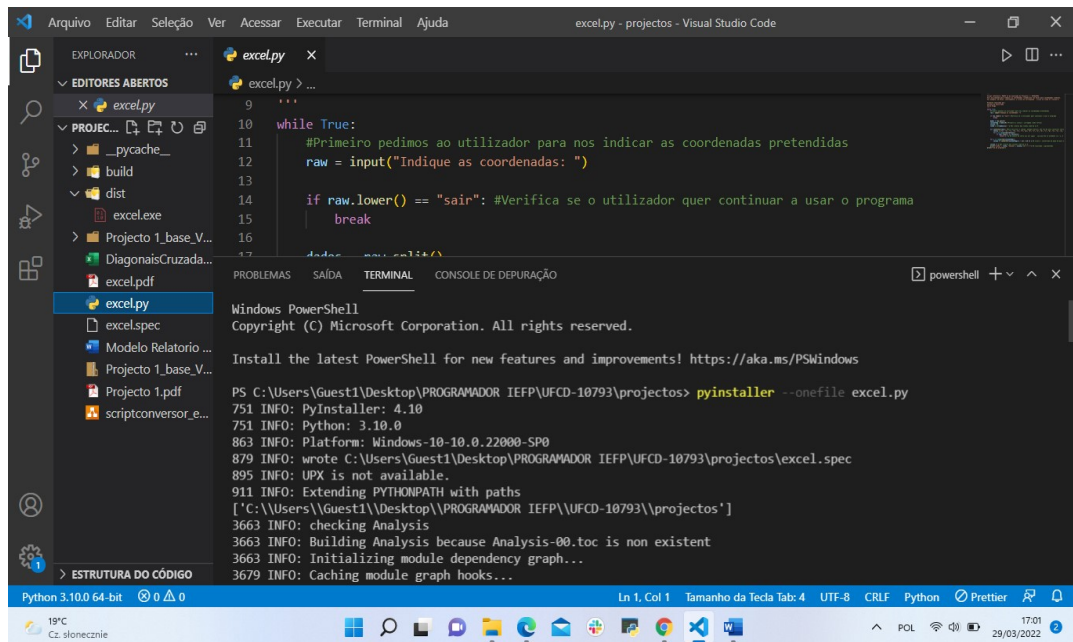 Arquivo Editar Seleção Ver Acessar Executar Terminal Ajuda
excel.py - projectos - Visual Studio Code
EXPLORADOR
EDITORES ABERTOS
excel.py
PROJEC...
_pycache_
build
dist
excel.exe
Projecto 1_base_V...
DiagonaisCruzada...
excel.pdf
excel.py
excel.spec
Modelo Relatorio ...
Projecto 1_base_V...
Projecto 1.pdf
scriptconversor_e...
ESTRUTURA DO CÓDIGO
excel.py
excel.py > ...
9 '''
10 while True:
11 #Primeiro pedimos ao utilizador para nos indicar as coordenadas pretendidas
12 raw = input("Indique as coordenadas: ")
13
14 if raw.lower() == "sair": #Verifica se o utilizador quer continuar a usar o programa
15 break
16
17 dados = raw.split()
PROBLEMAS SAÍDA TERMINAL CONSOLE DE DEPURAÇÃO
powershell
Windows PowerShell
Copyright (C) Microsoft Corporation. All rights reserved.
Install the latest PowerShell for new features and improvements! https://aka.ms/PSWindows
PS C:\Users\Guest1\Desktop\PROGRAMADOR IEFP\UFCD-10793\projectos> pyinstaller --onefile excel.py
751 INFO: PyInstaller: 4.10
751 INFO: Python: 3.10.0
863 INFO: Platform: Windows-10-10.0.22000-SP0
879 INFO: wrote C:\Users\Guest1\Desktop\PROGRAMADOR IEFP\UFCD-10793\projectos\excel.spec
895 INFO: UPX is not available.
911 INFO: Extending PYTHONPATH with paths
['C:\\Users\\Guest1\\Desktop\\PROGRAMADOR IEFP\\UFCD-10793\\projectos']
3663 INFO: checking Analysis
3663 INFO: Building Analysis because Analysis-00.toc is non existent
3663 INFO: Initializing module dependency graph...
3679 INFO: Caching module graph hooks...
Python 3.10.0 64-bit 0 0
Ln 1, Col 1 Tamanho da Tecla Tab: 4 UTF-8 CRLF Python Prettier
1
19°C
Cz. słonecznie
POL
17:01
29/03/2022
2